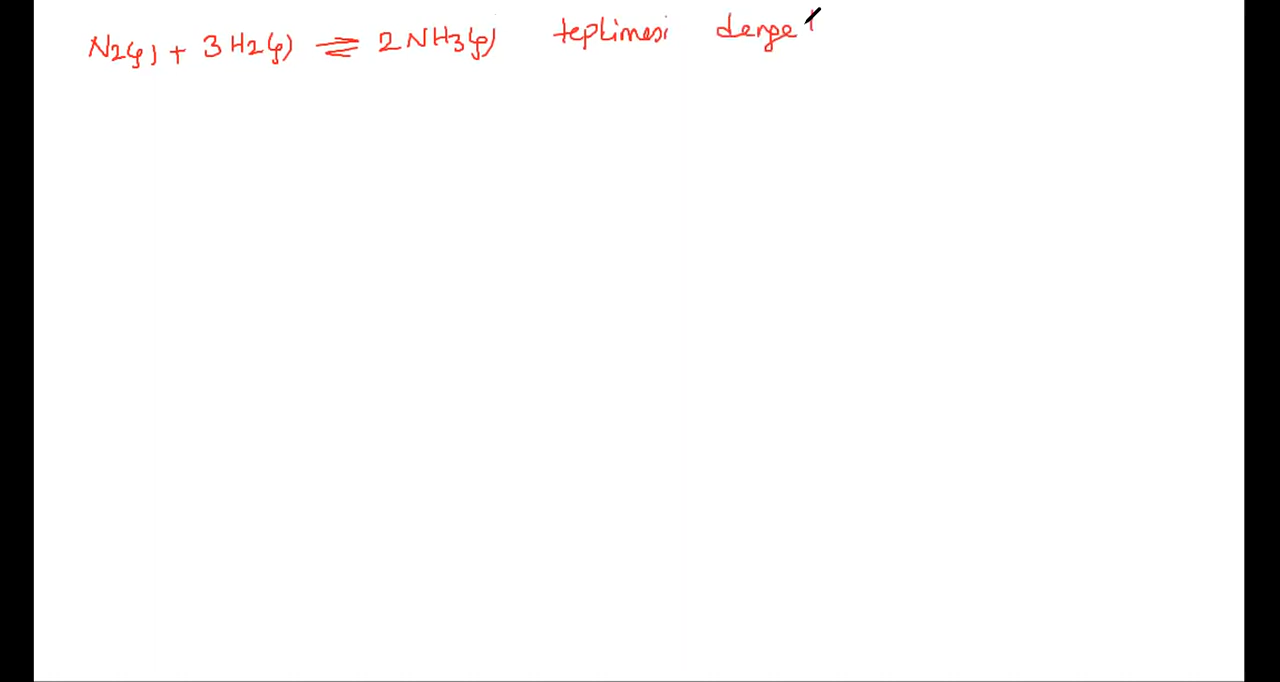 N2(g) + 3H2(g) ⇌ 2NH3(g) tepkimesi denge